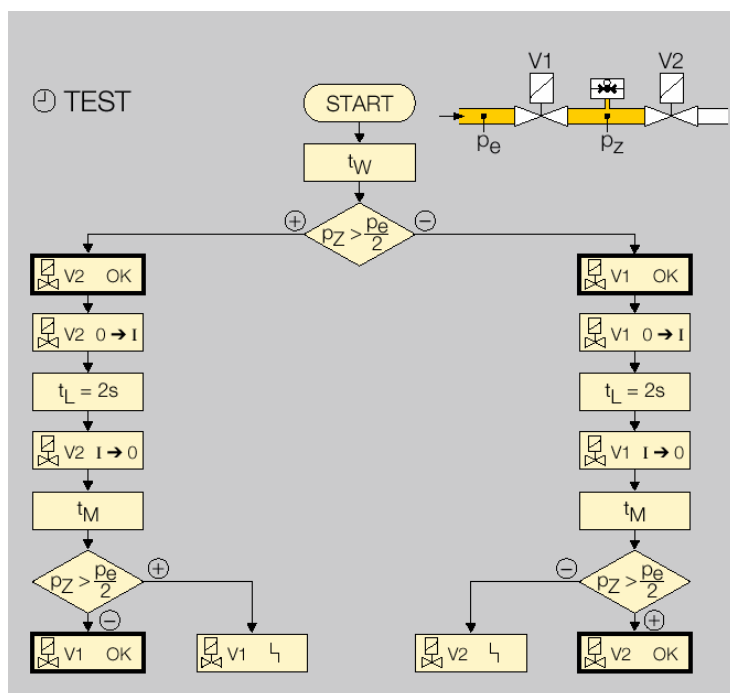 V1 V2
TEST
START
pe pz
tW
+ pZ > pe/2 −
V2 OK
V1 OK
V2 0 ➔ I
V1 0 ➔ I
tL = 2s
tL = 2s
V2 I ➔ 0
V1 I ➔ 0
tM
tM
pZ > pe/2 +
− pZ > pe/2
−
+
V1 OK
V1
V2
V2 OK